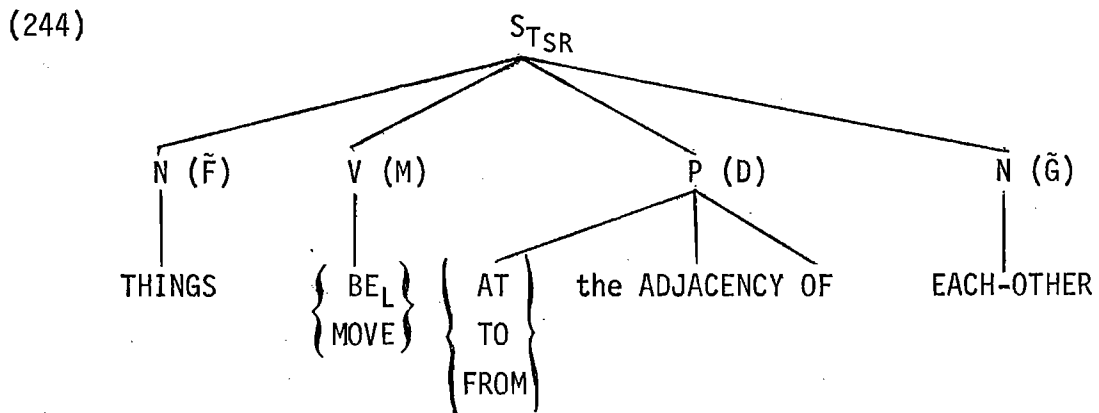 (244)
S_TSR
N (F̃) V (M) P (D) N (G̃)
THINGS { BE_L } { AT the ADJACENCY OF EACH-OTHER
{ MOVE } { TO }
{ FROM }